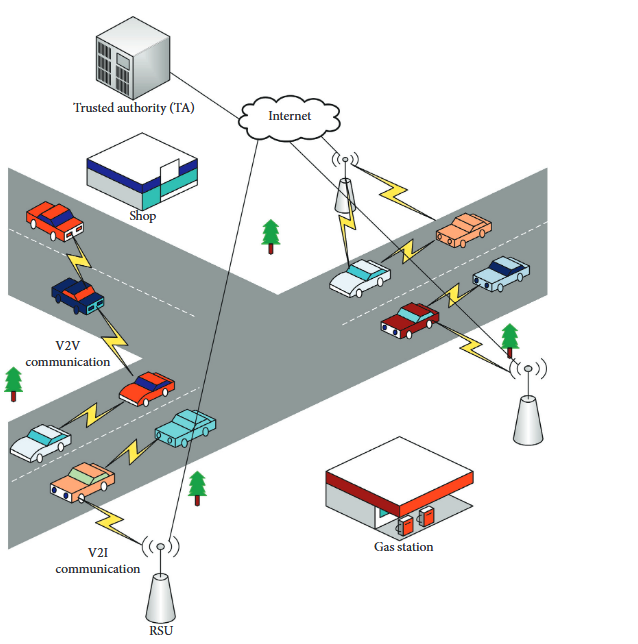 Trusted authority (TA)
Internet
Shop
V2V
communication
Gas station
V2I
communication
RSU